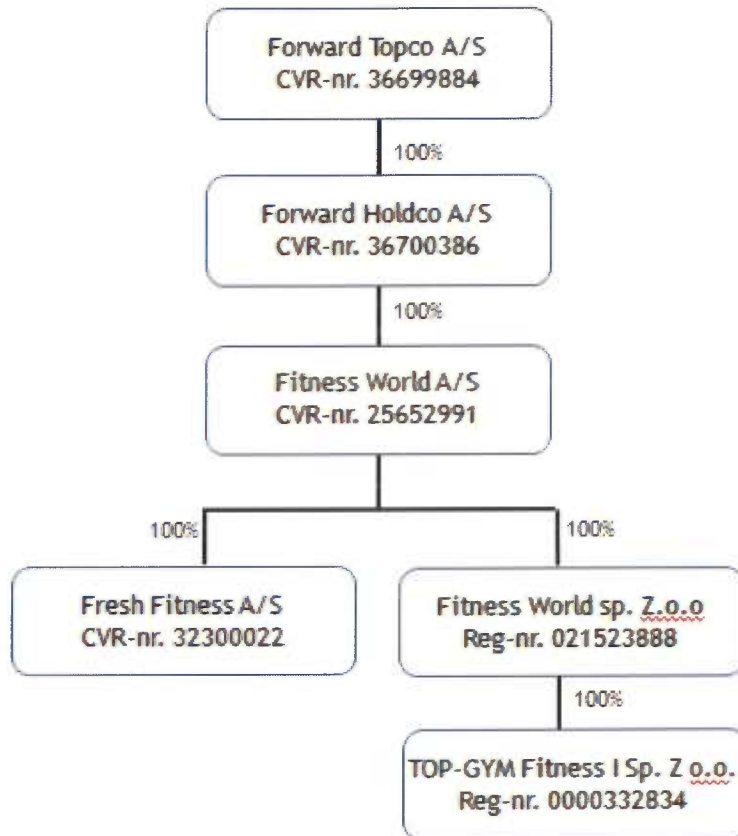 Forward Topco A/S
CVR-nr. 36699884
100%
Forward Holdco A/S
CVR-nr. 36700386
100%
Fitness World A/S
CVR-nr. 25652991
100%
100%
Fresh Fitness A/S
CVR-nr. 32300022
Fitness World sp. Z.o.o
Reg-nr. 021523888
100%
TOP-GYM Fitness I Sp. Z o.o.
Reg-nr. 0000332834